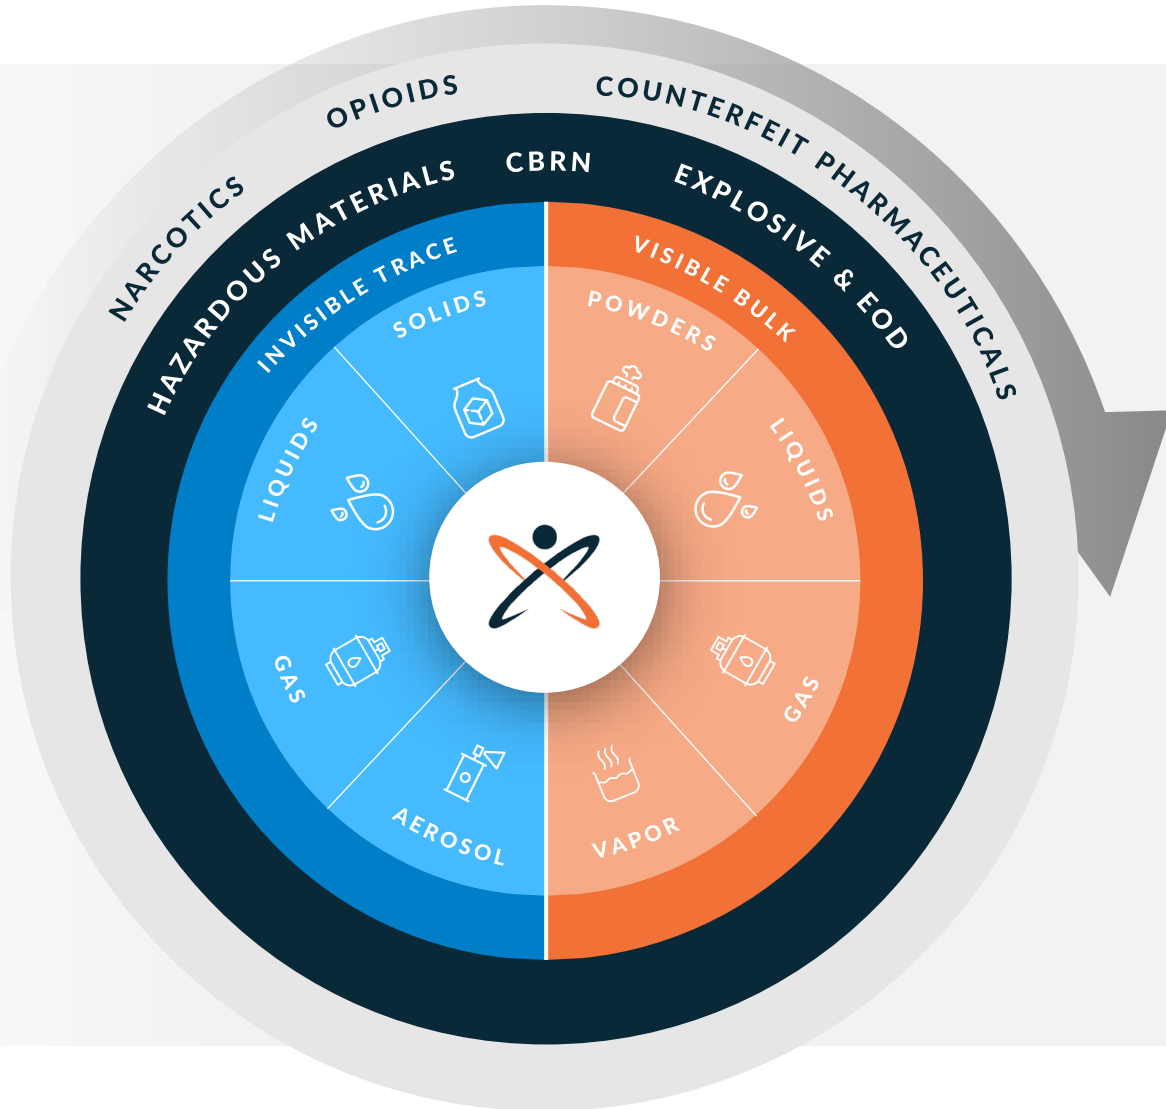 NARCOTICS
OPIOIDS
COUNTERFEIT PHARMACEUTICALS
HAZARDOUS MATERIALS
CBRN
EXPLOSIVE & EOD
INVISIBLE TRACE
VISIBLE BULK
SOLIDS
POWDERS
LIQUIDS
LIQUIDS
GAS
GAS
AEROSOL
VAPOR